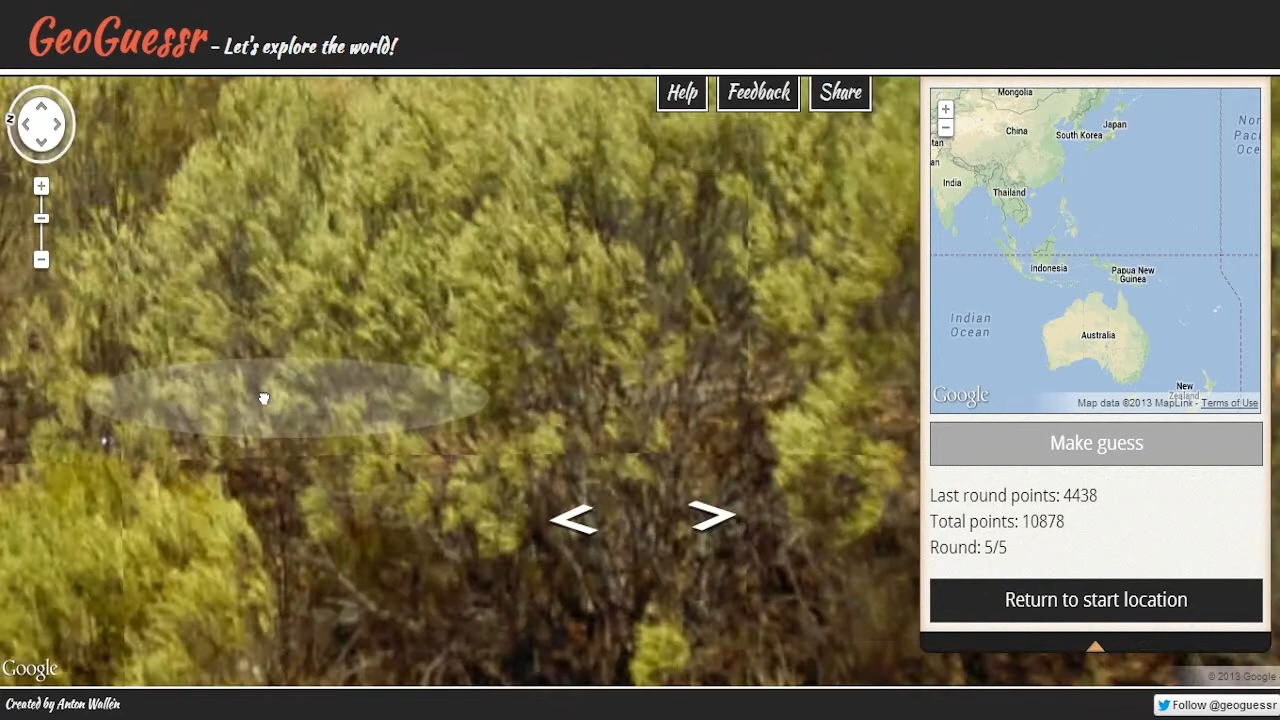 GeoGuessr - Let's explore the world!
Help
Feedback
Share
N
Mongolia
China
South Korea
Japan
India
Thailand
Indonesia
Papua New
Guinea
Indian
Ocean
Australia
New
Zealand
Google
Map data ©2013 MapLink - Terms of Use
Make guess
Last round points: 4438
Total points: 10878
Round: 5/5
Return to start location
Google
© 2013 Google
Created by Anton Wallén
Follow @geoguessr